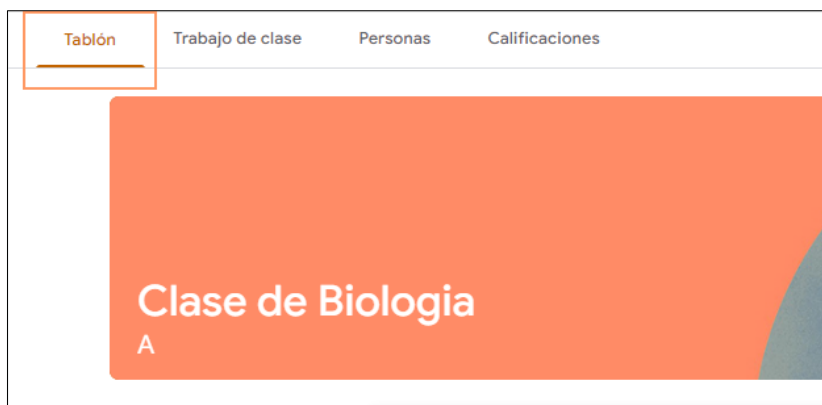 Tablón Trabajo de clase Personas Calificaciones
Clase de Biologia
A